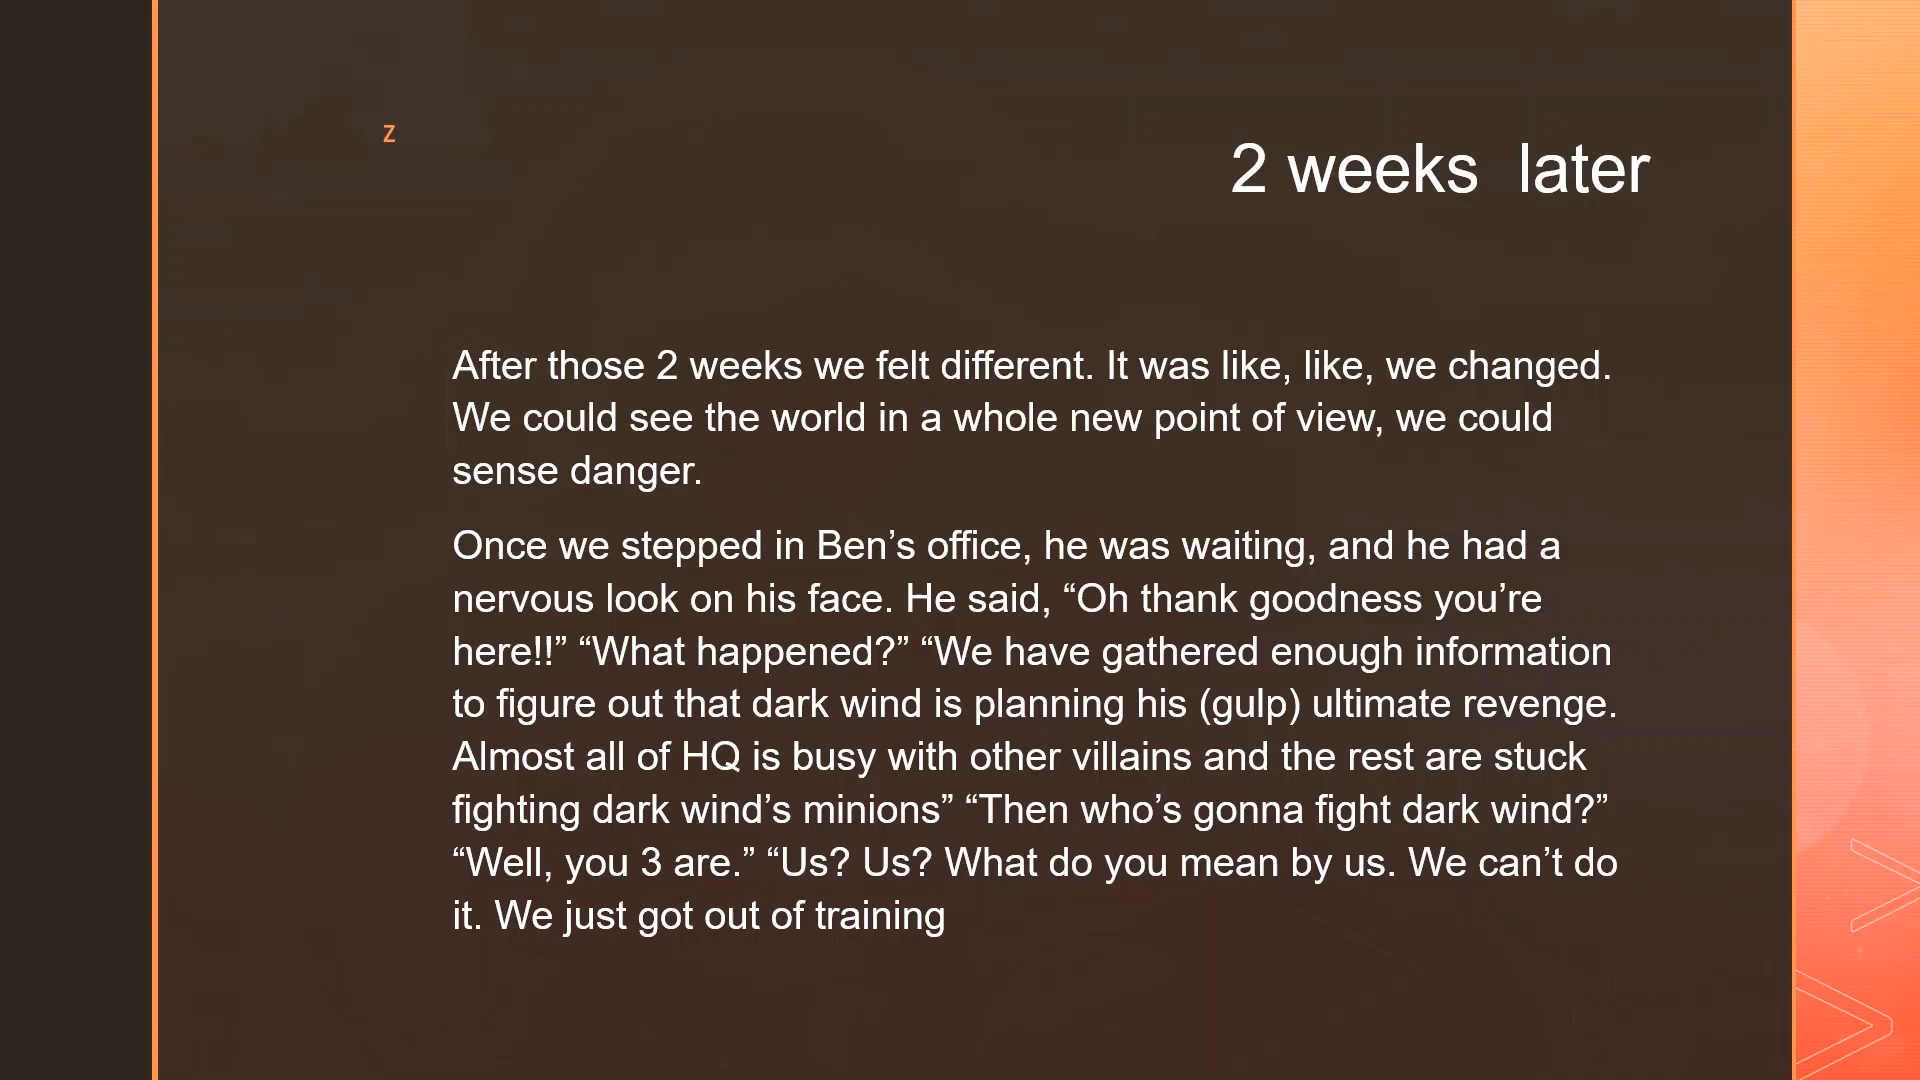 z
2 weeks  later
After those 2 weeks we felt different. It was like, like, we changed.
We could see the world in a whole new point of view, we could
sense danger.
Once we stepped in Ben’s office, he was waiting, and he had a
nervous look on his face. He said, “Oh thank goodness you’re
here!!” “What happened?” “We have gathered enough information
to figure out that dark wind is planning his (gulp) ultimate revenge.
Almost all of HQ is busy with other villains and the rest are stuck
fighting dark wind’s minions” “Then who’s gonna fight dark wind?”
“Well, you 3 are.” “Us? Us? What do you mean by us. We can’t do
it. We just got out of training